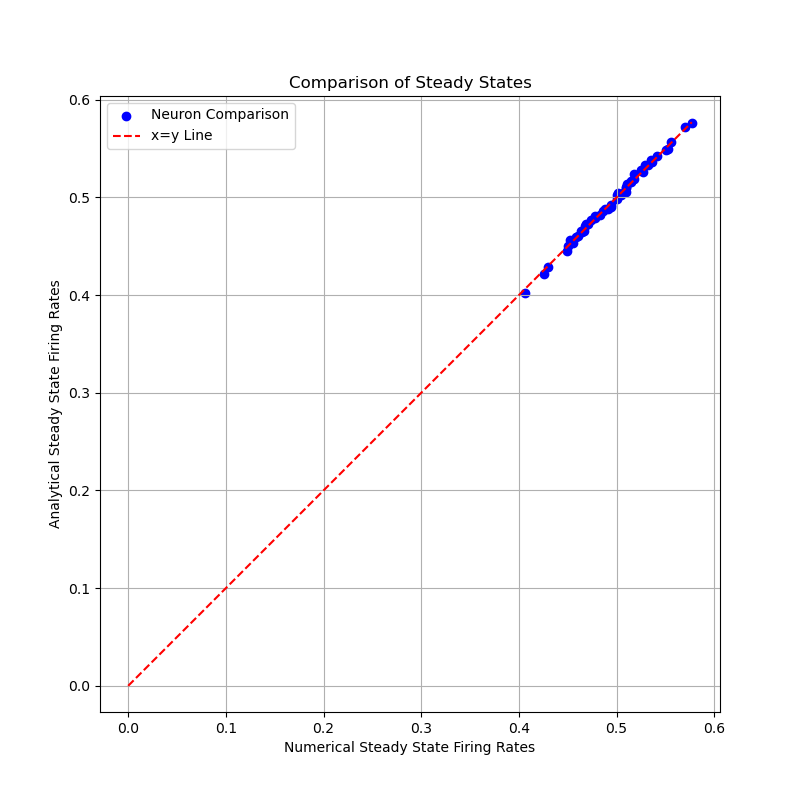 Comparison of Steady States
Neuron Comparison
x=y Line
Analytical Steady State Firing Rates
0.6
0.5
0.4
0.3
0.2
0.1
0.0
0.0 0.1 0.2 0.3 0.4 0.5 0.6
Numerical Steady State Firing Rates